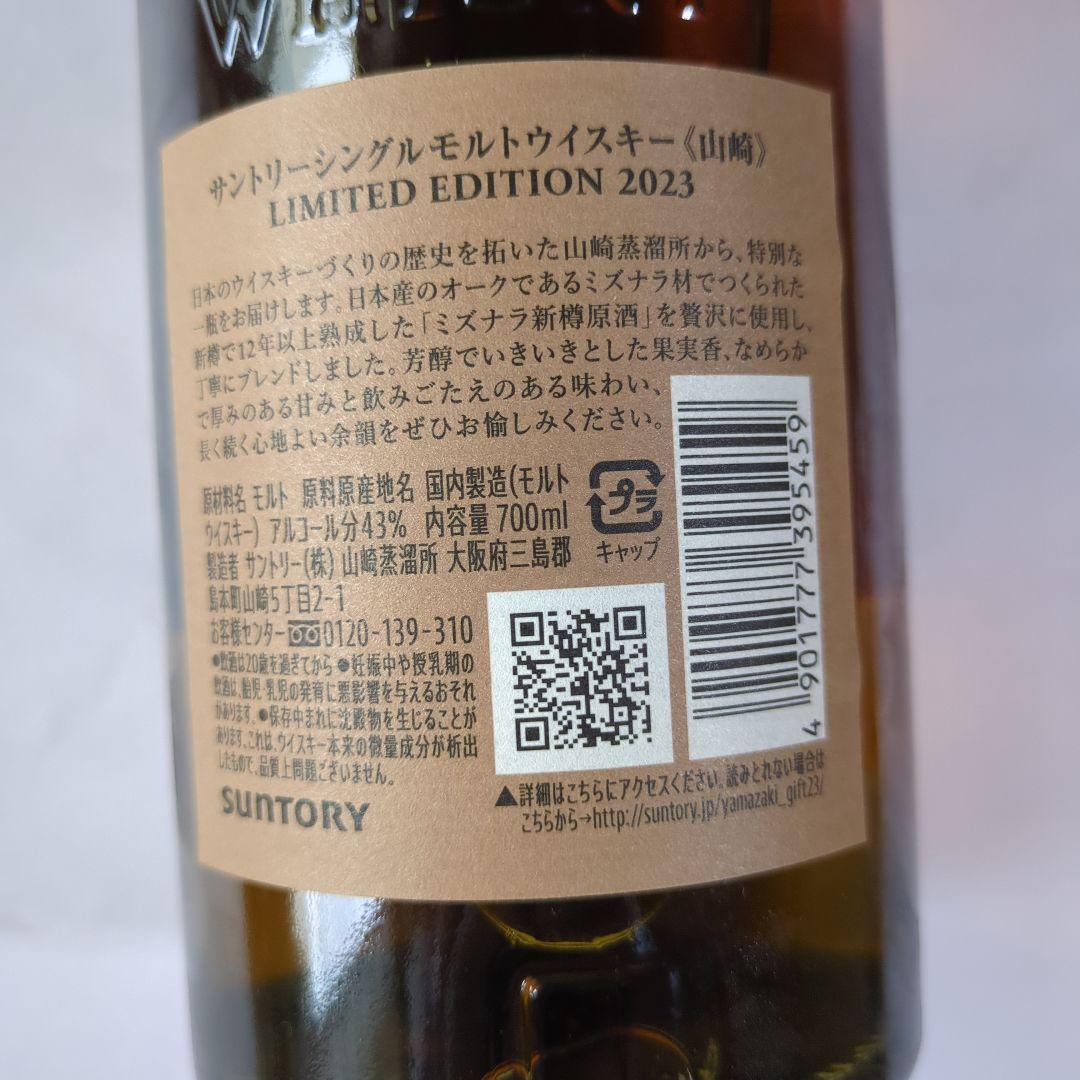 サントリーシングルモルトウイスキー《山崎》
LIMITED EDITION 2023
日本のウイスキーづくりの歴史を拓いた山崎蒸溜所から、特別な
一瓶をお届けします。日本産のオークであるミズナラ材でつくられた
新樽で12年以上熟成した「ミズナラ新樽原酒」を贅沢に使用し、
丁寧にブレンドしました。芳醇でいきいきとした果実香、なめらか
で厚みのある甘みと飲みごたえのある味わい、
長く続く心地よい余韻をぜひお愉しみください。
原材料名 モルト 原料原産地名 国内製造(モルト
ウイスキー) アルコール分43% 内容量 700ml
製造者 サントリー(株) 山崎蒸溜所 大阪府三島郡
島本町山崎5丁目2-1
お客様センター 0120-139-310
●飲酒は20歳を過ぎてから ●妊娠中や授乳期の
飲酒は、胎児・乳児の発育に悪影響を与えるおそれ
があります。●保存中まれに沈澱物を生じることが
あります。これは、ウイスキー本来の微量成分が析出
したもので、品質上問題ございません。
SUNTORY
プラ
キャップ
4 901777 395459
▲詳細はこちらにアクセスください。読みとれない場合は
こちらから→http://suntory.jp/yamazaki_gift23/